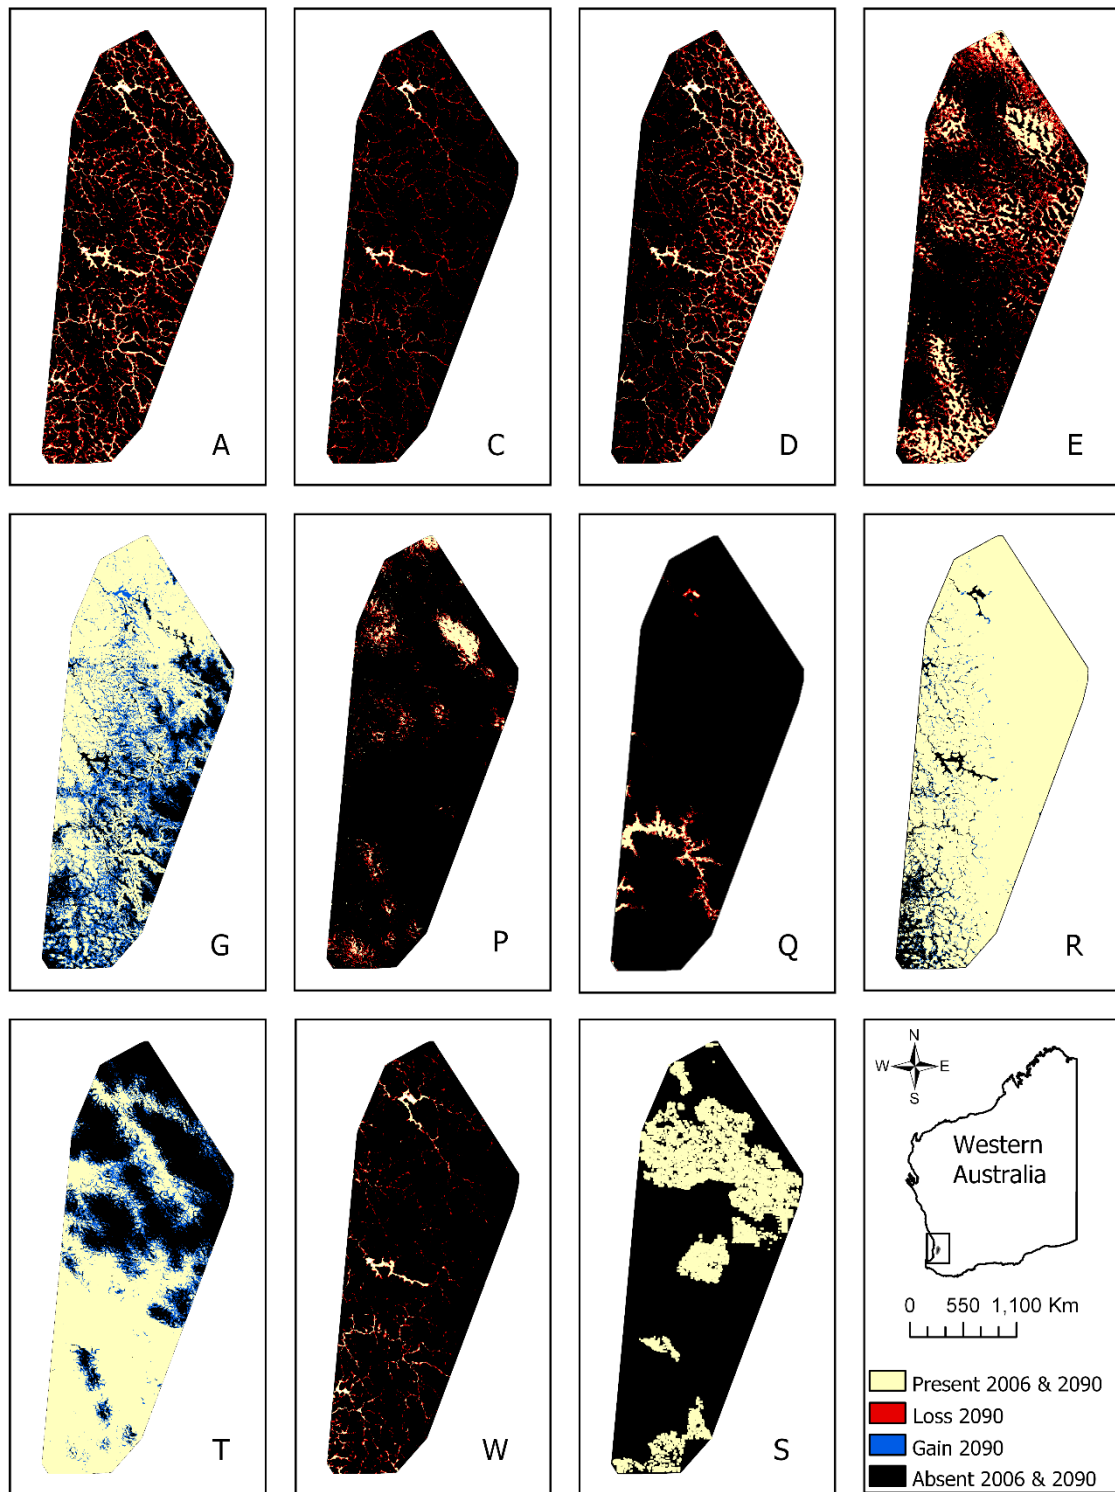 A
C
D
E
G
P
Q
R
T
W
S
N
W E
S
Western
Australia
0 550 1,100 Km
Present 2006 & 2090
Loss 2090
Gain 2090
Absent 2006 & 2090